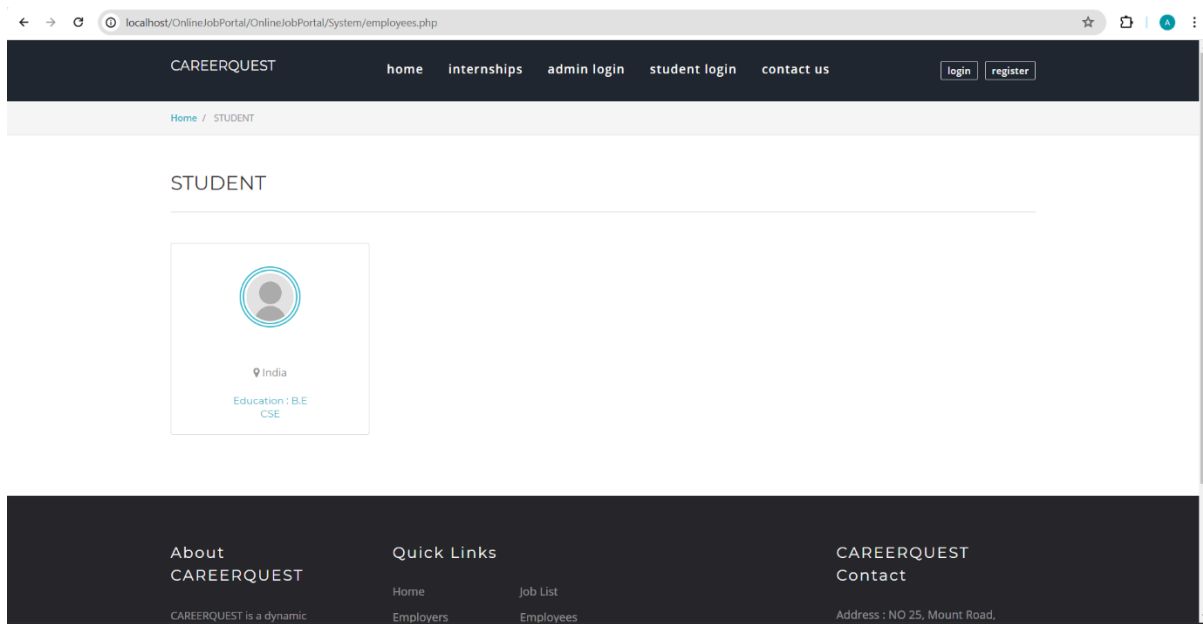 localhost/OnlineJobPortal/OnlineJobPortal/System/employees.php
A
CAREERQUEST
home internships admin login student login contact us
login register
Home / STUDENT
STUDENT
India
Education : B.E
CSE
About
CAREERQUEST
CAREERQUEST is a dynamic
Quick Links
Home Job List
Employers Employees
CAREERQUEST
Contact
Address : NO 25, Mount Road,